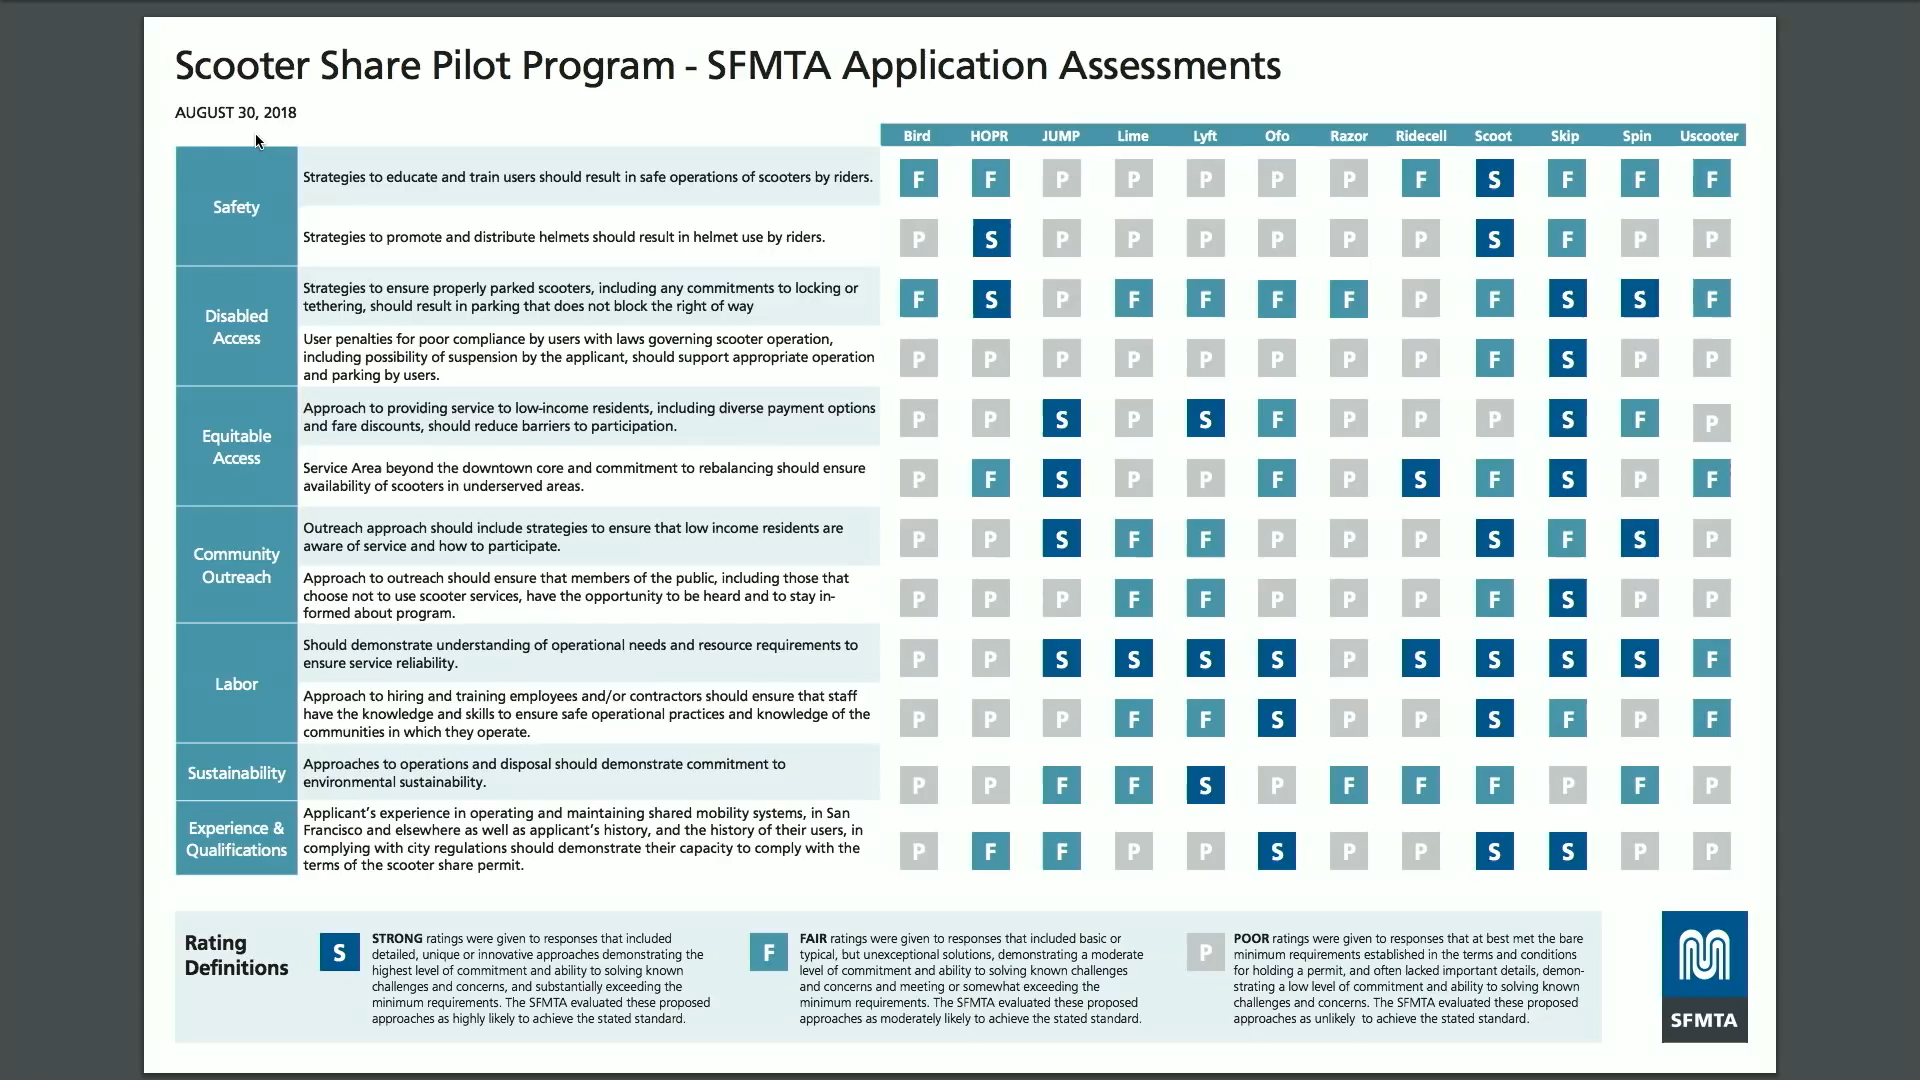 Scooter Share Pilot Program - SFMTA Application Assessments
AUGUST 30, 2018
Bird HOPR JUMP Lime Lyft Ofo Razor Ridecell Scoot Skip Spin Uscooter
Safety
Strategies to educate and train users should result in safe operations of scooters by riders.
F F P P P P P F S F F F
Strategies to promote and distribute helmets should result in helmet use by riders.
P S P P P P P P S F P P
Disabled
Access
Strategies to ensure properly parked scooters, including any commitments to locking or
tethering, should result in parking that does not block the right of way
F S P F F F F P F S S F
User penalties for poor compliance by users with laws governing scooter operation,
including possibility of suspension by the applicant, should support appropriate operation
and parking by users.
P P P P P P P P F S P P
Equitable
Access
Approach to providing service to low-income residents, including diverse payment options
and fare discounts, should reduce barriers to participation.
P P S P S F P P P S F P
Service Area beyond the downtown core and commitment to rebalancing should ensure
availability of scooters in underserved areas.
P F S P P F P S F S P F
Community
Outreach
Outreach approach should include strategies to ensure that low income residents are
aware of service and how to participate.
P P S F F P P P S F S P
Approach to outreach should ensure that members of the public, including those that
choose not to use scooter services, have the opportunity to be heard and to stay in-
formed about program.
P P P F F P P P F S P P
Labor
Should demonstrate understanding of operational needs and resource requirements to
ensure service reliability.
P P S S S S P S S S S F
Approach to hiring and training employees and/or contractors should ensure that staff
have the knowledge and skills to ensure safe operational practices and knowledge of the
communities in which they operate.
P P P F F S P P S F P F
Sustainability
Approaches to operations and disposal should demonstrate commitment to
environmental sustainability.
P P F F S P F F F P F P
Experience &
Qualifications
Applicant's experience in operating and maintaining shared mobility systems, in San
Francisco and elsewhere as well as applicant's history, and the history of their users, in
complying with city regulations should demonstrate their capacity to comply with the
terms of the scooter share permit.
P F F P P S P P S S P P
Rating
Definitions
S
STRONG ratings were given to responses that included
detailed, unique or innovative approaches demonstrating the
highest level of commitment and ability to solving known
challenges and concerns, and substantially exceeding the
minimum requirements. The SFMTA evaluated these proposed
approaches as highly likely to achieve the stated standard.
F
FAIR ratings were given to responses that included basic or
typical, but unexceptional solutions, demonstrating a moderate
level of commitment and ability to solving known challenges
and concerns and meeting or somewhat exceeding the
minimum requirements. The SFMTA evaluated these proposed
approaches as moderately likely to achieve the stated standard.
P
POOR ratings were given to responses that at best met the bare
minimum requirements established in the terms and conditions
for holding a permit, and often lacked important details, demon-
strating a low level of commitment and ability to solving known
challenges and concerns. The SFMTA evaluated these proposed
approaches as unlikely to achieve the stated standard.
SFMTA